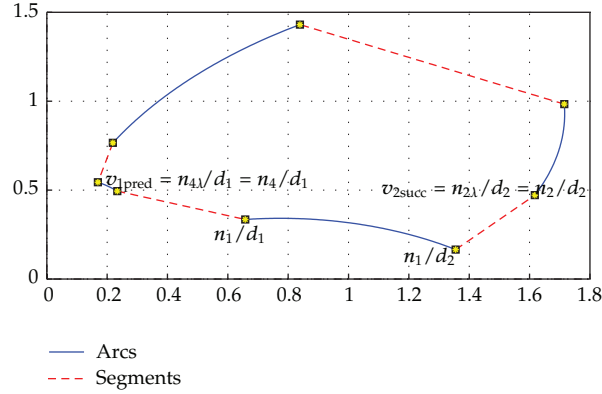 1.5
1
0.5
0
v1pred = n4λ/d1 = n4/d1
v2succ = n2λ/d2 = n2/d2
n1/d1
n1/d2
0 0.2 0.4 0.6 0.8 1 1.2 1.4 1.6 1.8
Arcs
Segments